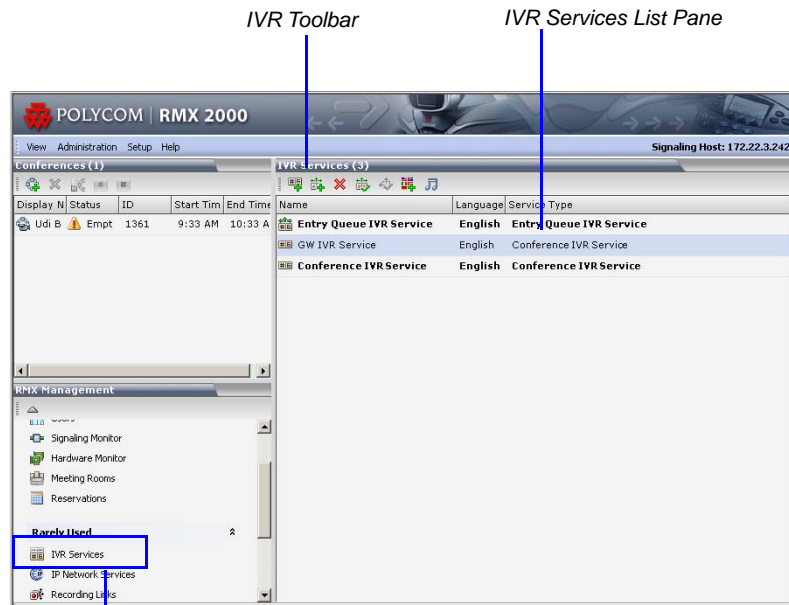 IVR Toolbar
IVR Services List Pane
POLYCOM | RMX 2000
View Administration Setup Help
Signaling Host: 172.22.3.242
Conferences (1)
IVR Services (3)
Display N Status ID Start Tim End Time
Name Language Service Type
Udi B Empt 1361 9:33 AM 10:33 A
Entry Queue IVR Service English Entry Queue IVR Service
GW IVR Service English Conference IVR Service
Conference IVR Service English Conference IVR Service
RMX Management
Users
Signaling Monitor
Hardware Monitor
Meeting Rooms
Reservations
Rarely Used
IVR Services
IP Network Services
Recording Links